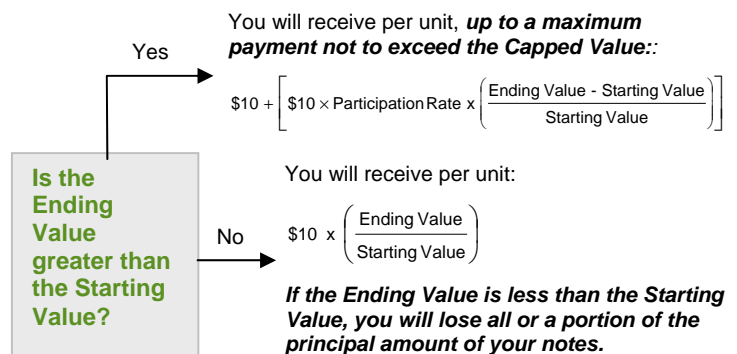 You will receive per unit, up to a maximum
payment not to exceed the Capped Value::
Yes
$10 + [ $10 × Participation Rate x ( Ending Value - Starting Value / Starting Value ) ]
Is the
Ending
Value
greater than
the Starting
Value?
No
You will receive per unit:
$10 x ( Ending Value / Starting Value )
If the Ending Value is less than the Starting
Value, you will lose all or a portion of the
principal amount of your notes.